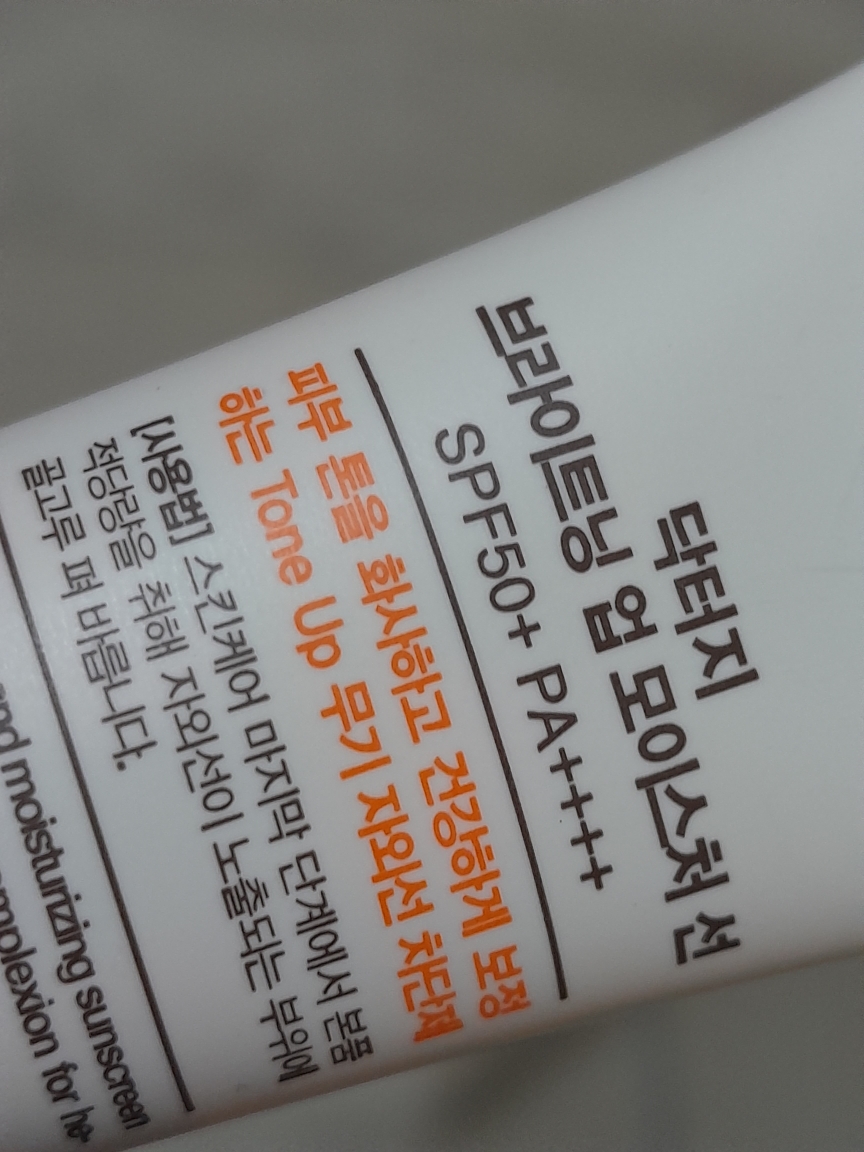 닥터지
브라이트닝 업 모이스처 선
SPF50+ PA++++
피부 톤을 화사하고 건강하게 보정
하는 Tone Up 무기 자외선 차단제
[사용법] 스킨케어 마지막 단계에서 본품
적당량을 취해 자외선이 노출되는 부위에
골고루 펴 바릅니다.
nd moisturizing sunscreen
mplexion for he-